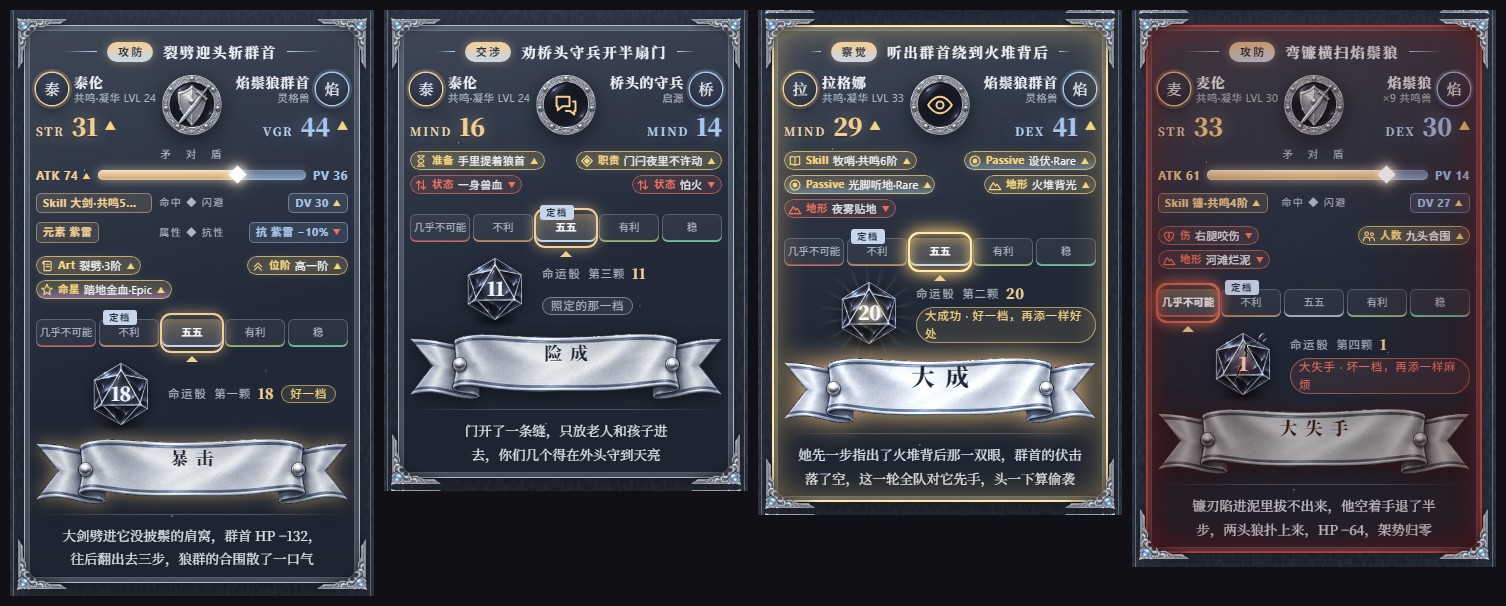 攻防 裂劈迎头斩群首
泰 泰伦 焰鬃狼群首 焰
共鸣·凝华 LVL 24 灵格兽
STR 31 VGR 44
矛 对 盾
ATK 74 PV 36
Skill 大剑·共鸣5… 命中 ◆ 闪避 DV 30
元素 紫雷 属性 ◆ 抗性 抗 紫雷 −10%
Art 裂劈·3阶 位阶 高一阶
命星 踏地金血·Epic
定档
几乎不可能 不利 五五 有利 稳
18 命运骰 第一颗 18 好一档
暴击
大剑劈进它没披鬃的肩窝，群首 HP −132，
往后翻出去三步，狼群的合围散了一口气
交涉 劝桥头守兵开半扇门
泰 泰伦 桥头的守兵 桥
共鸣·凝华 LVL 24 启源
MIND 16 MIND 14
准备 手里提着狼首 职责 门闩夜里不许动
状态 一身兽血 状态 怕火
定档
几乎不可能 不利 五五 有利 稳
11 命运骰 第三颗 11
照定的那一档
险成
门开了一条缝，只放老人和孩子进
去，你们几个得在外头守到天亮
察觉 听出群首绕到火堆背后
拉 拉格娜 焰鬃狼群首 焰
共鸣·凝华 LVL 33 灵格兽
MIND 29 DEX 41
Skill 牧哨·共鸣6阶 Passive 设伏·Rare
Passive 光脚听地·Rare 地形 火堆背光
地形 夜雾贴地
定档
几乎不可能 不利 五五 有利 稳
20 命运骰 第二颗 20
大成功 · 好一档，再添一样好
处
大成
她先一步指出了火堆背后那一双眼，群首的伏击
落了空，这一轮全队对它先手，头一下算偷袭
攻防 弯镰横扫焰鬃狼
麦 麦伦 焰鬃狼 焰
共鸣·凝华 LVL 30 ×9 共鸣兽
STR 33 DEX 30
矛 对 盾
ATK 61 PV 14
Skill 镰·共鸣4阶 命中 ◆ 闪避 DV 27
伤 右腿咬伤 人数 九头合围
地形 河滩烂泥
定档
几乎不可能 不利 五五 有利 稳
1 命运骰 第四颗 1
大失手 · 坏一档，再添一样麻
烦
大失手
镰刃陷进泥里拔不出来，他空着手退了半
步，两头狼扑上来，HP −64，架势归零